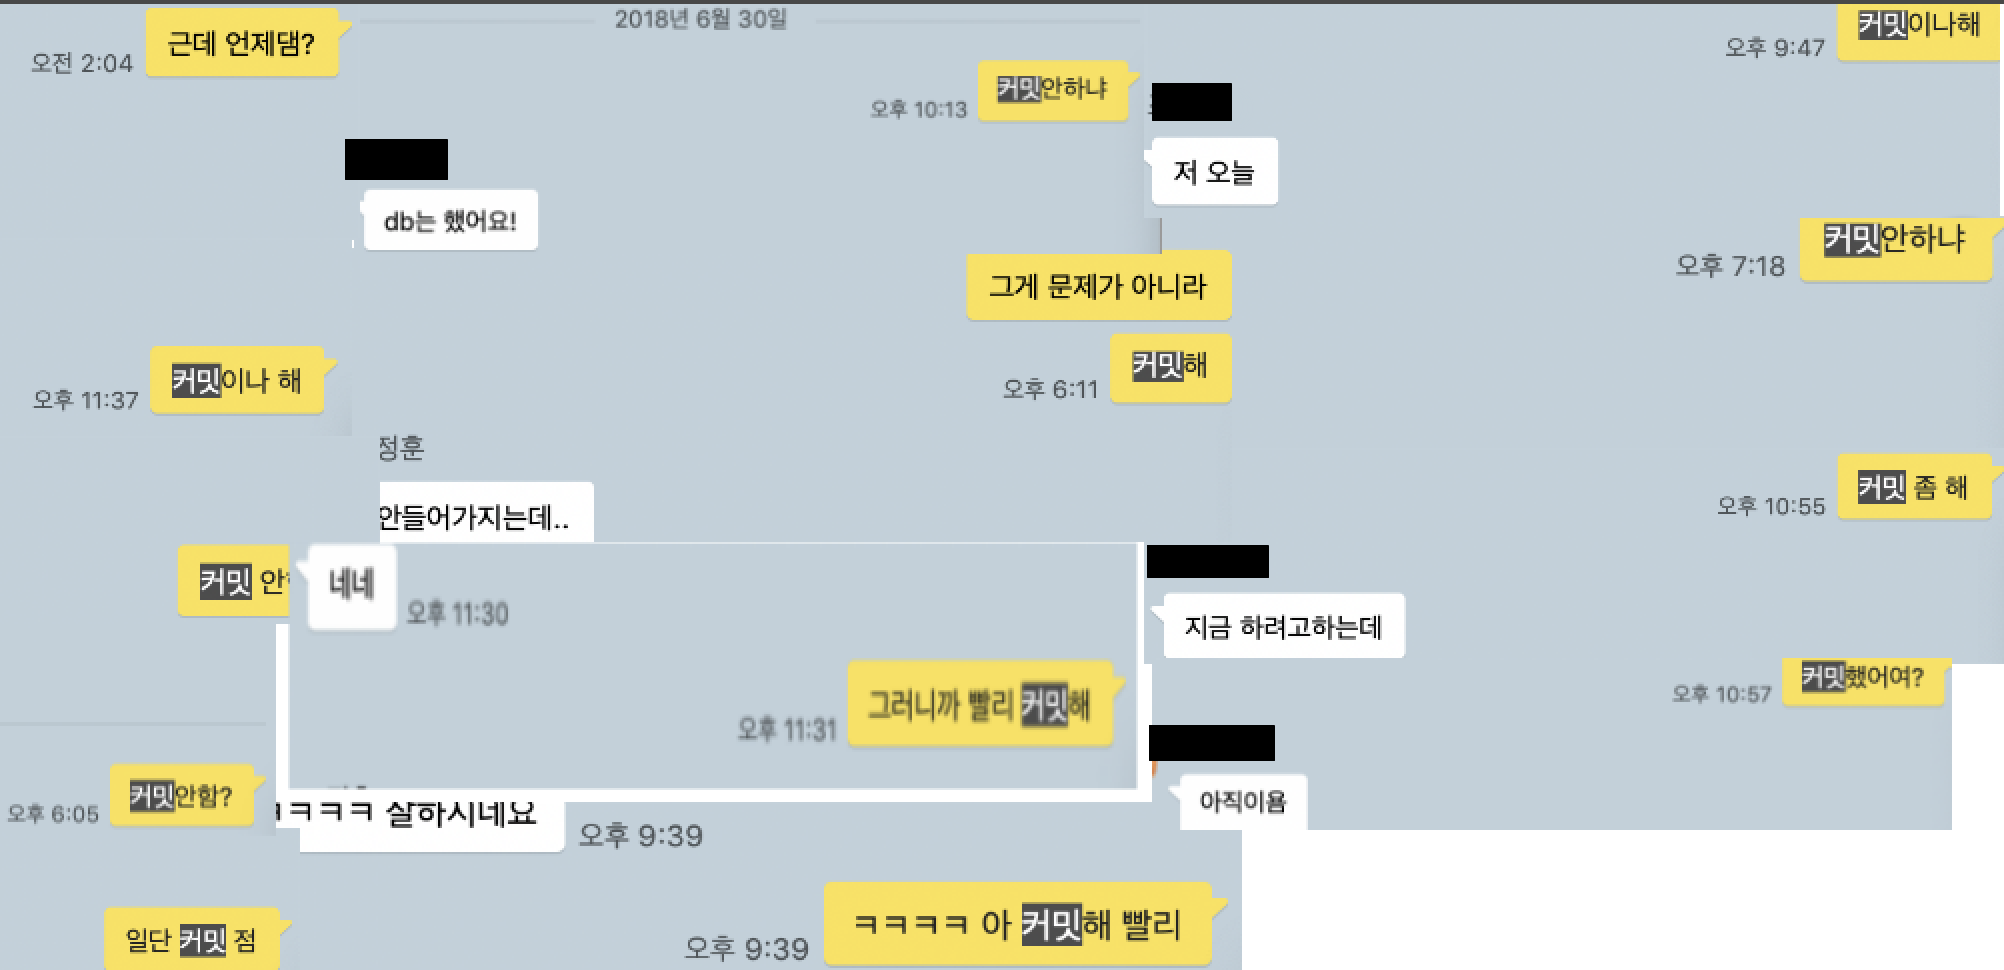 근데 언제댐?
오전 2:04
db는 했어요!
커밋이나 해
오후 11:37
정훈
안들어가지는데..
커밋 안
네네
오후 11:30
그러니까 빨리 커밋해
오후 11:31
커밋안함?
오후 6:05
ㅋㅋㅋ 잘하시네요
오후 9:39
일단 커밋 점
ㅋㅋㅋㅋ 아 커밋해 빨리
오후 9:39
2018년 6월 30일
커밋안하냐
오후 10:13
그게 문제가 아니라
커밋해
오후 6:11
커밋이나해
오후 9:47
저 오늘
커밋안하냐
오후 7:18
커밋 좀 해
오후 10:55
지금 하려고하는데
커밋했어여?
오후 10:57
아직이욤